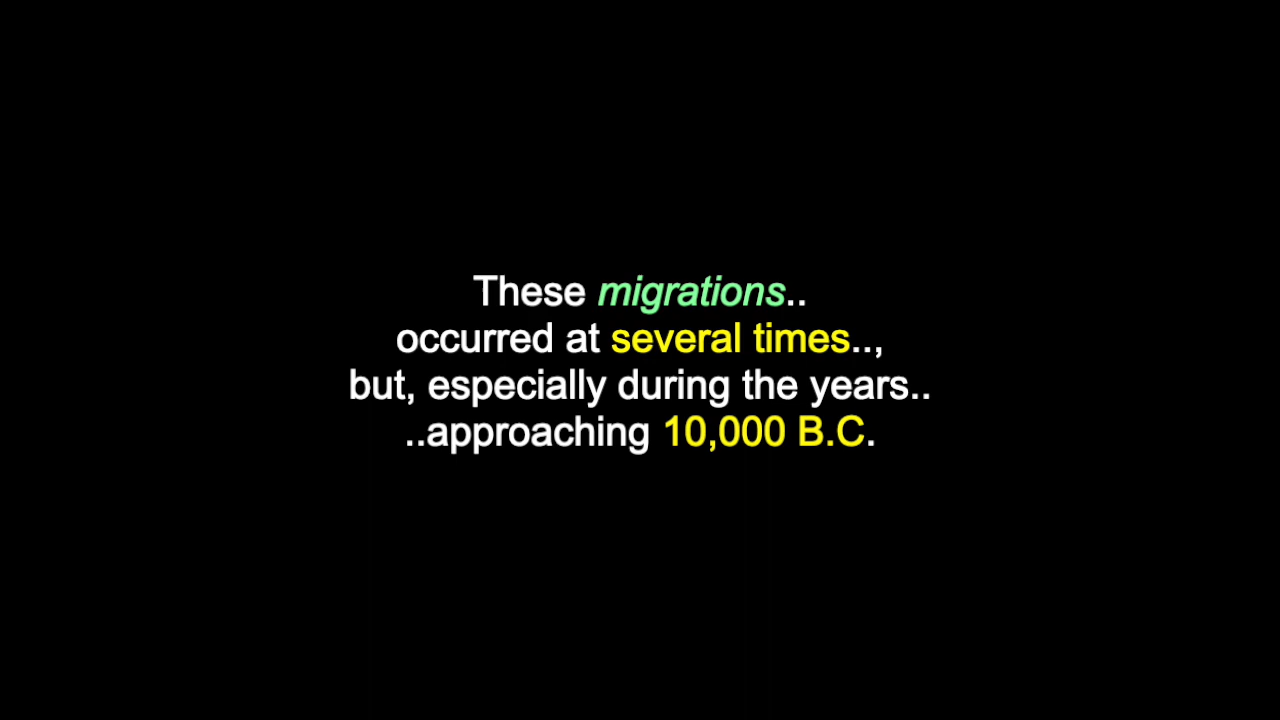 These migrations..
occurred at several times..,
but, especially during the years..
..approaching 10,000 B.C.